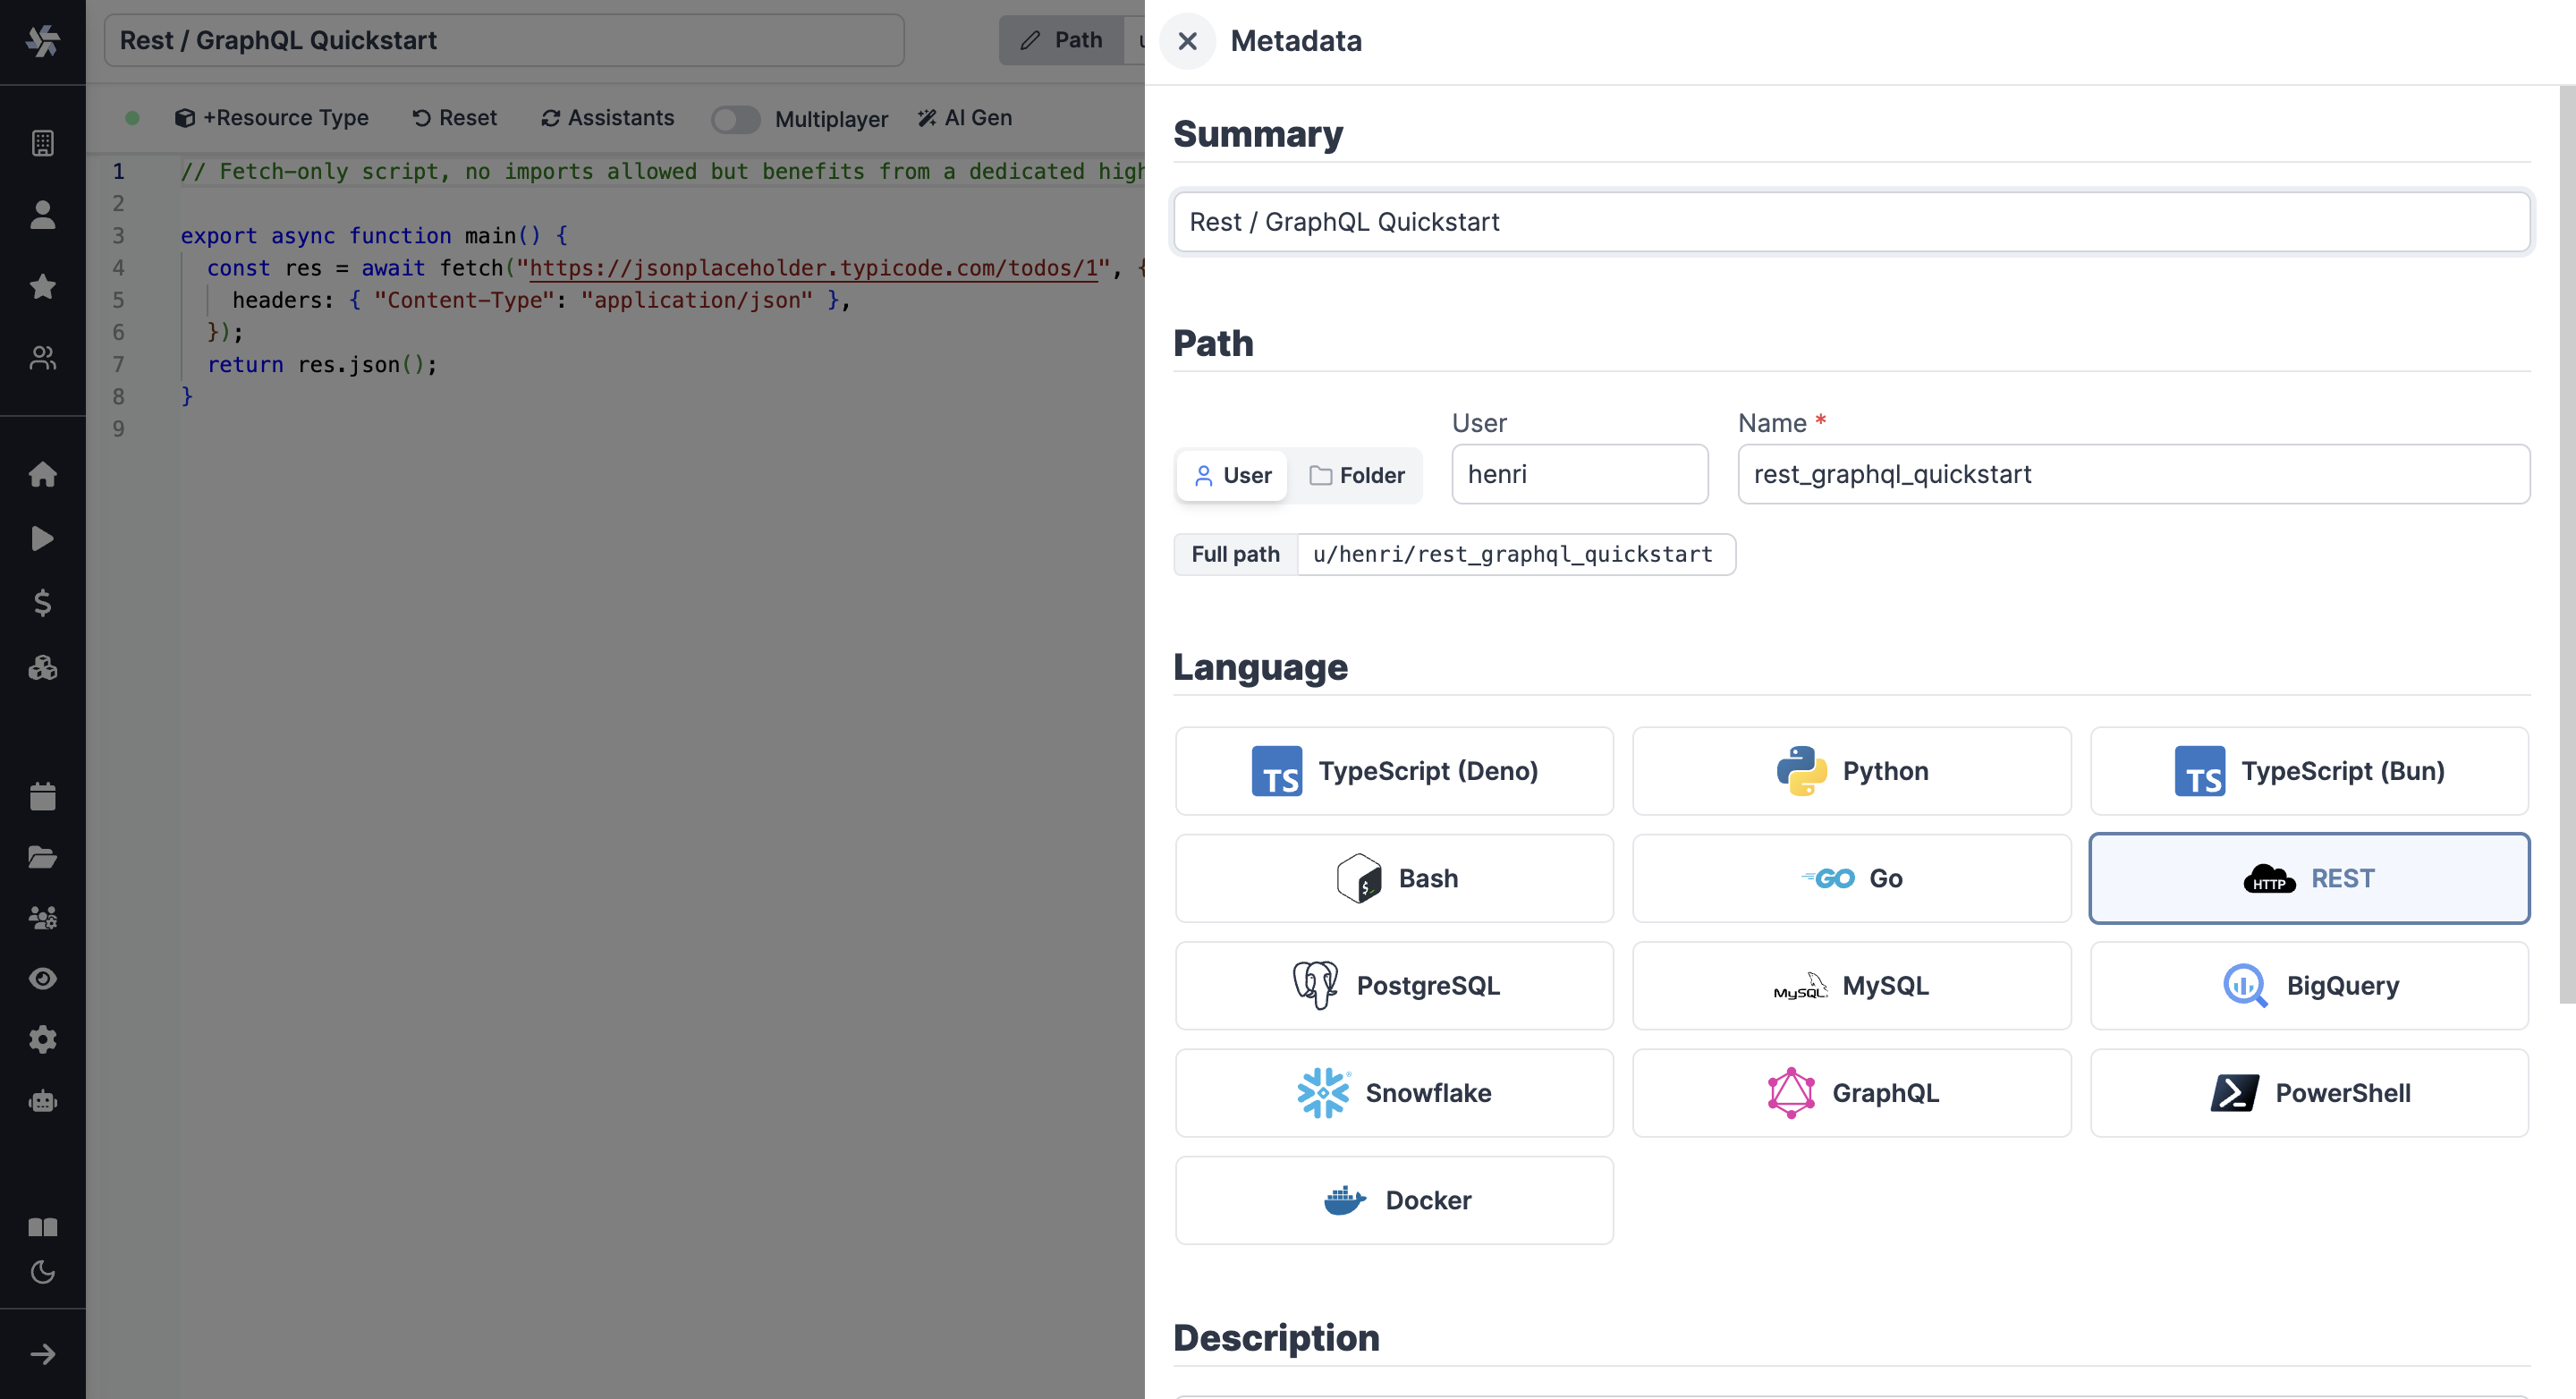 Rest / GraphQL Quickstart
Path
+Resource Type
Reset
Assistants
Multiplayer
AI Gen
1 // Fetch-only script, no imports allowed but benefits from a dedicated high
2
3 export async function main() {
4 const res = await fetch("https://jsonplaceholder.typicode.com/todos/1", {
5 headers: { "Content-Type": "application/json" },
6 });
7 return res.json();
8 }
9
Metadata
Summary
Rest / GraphQL Quickstart
Path
User
Folder
User
henri
Name *
rest_graphql_quickstart
Full path
u/henri/rest_graphql_quickstart
Language
TS TypeScript (Deno)
Python
TS TypeScript (Bun)
$ Bash
GO Go
HTTP REST
PostgreSQL
MySQL MySQL
BigQuery
Snowflake
GraphQL
PowerShell
Docker
Description